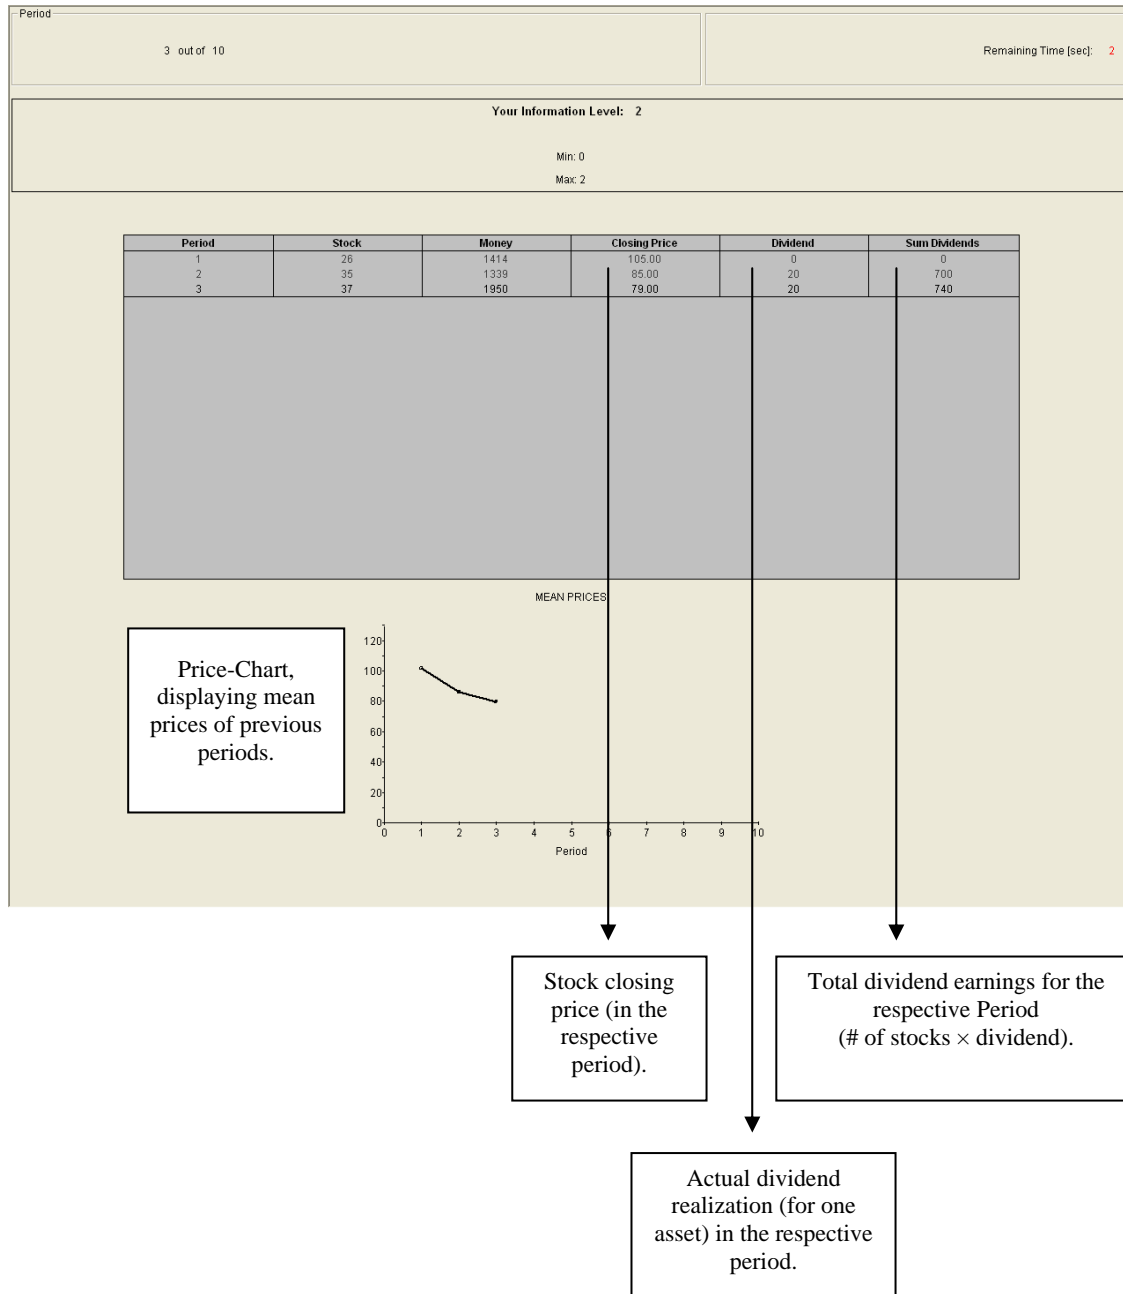 Period
3 out of 10
Remaining Time [sec]: 2
Your Information Level: 2
Min: 0
Max: 2
Period Stock Money Closing Price Dividend Sum Dividends
1 26 1414 105.00 0 0
2 35 1339 85.00 20 700
3 37 1950 79.00 20 740
MEAN PRICES
Price-Chart,
displaying mean
prices of previous
periods.
120
100
80
60
40
20
0
0 1 2 3 4 5 6 7 8 9 10
Period
Stock closing
price (in the
respective
period).
Total dividend earnings for the
respective Period
(# of stocks × dividend).
Actual dividend
realization (for one
asset) in the respective
period.